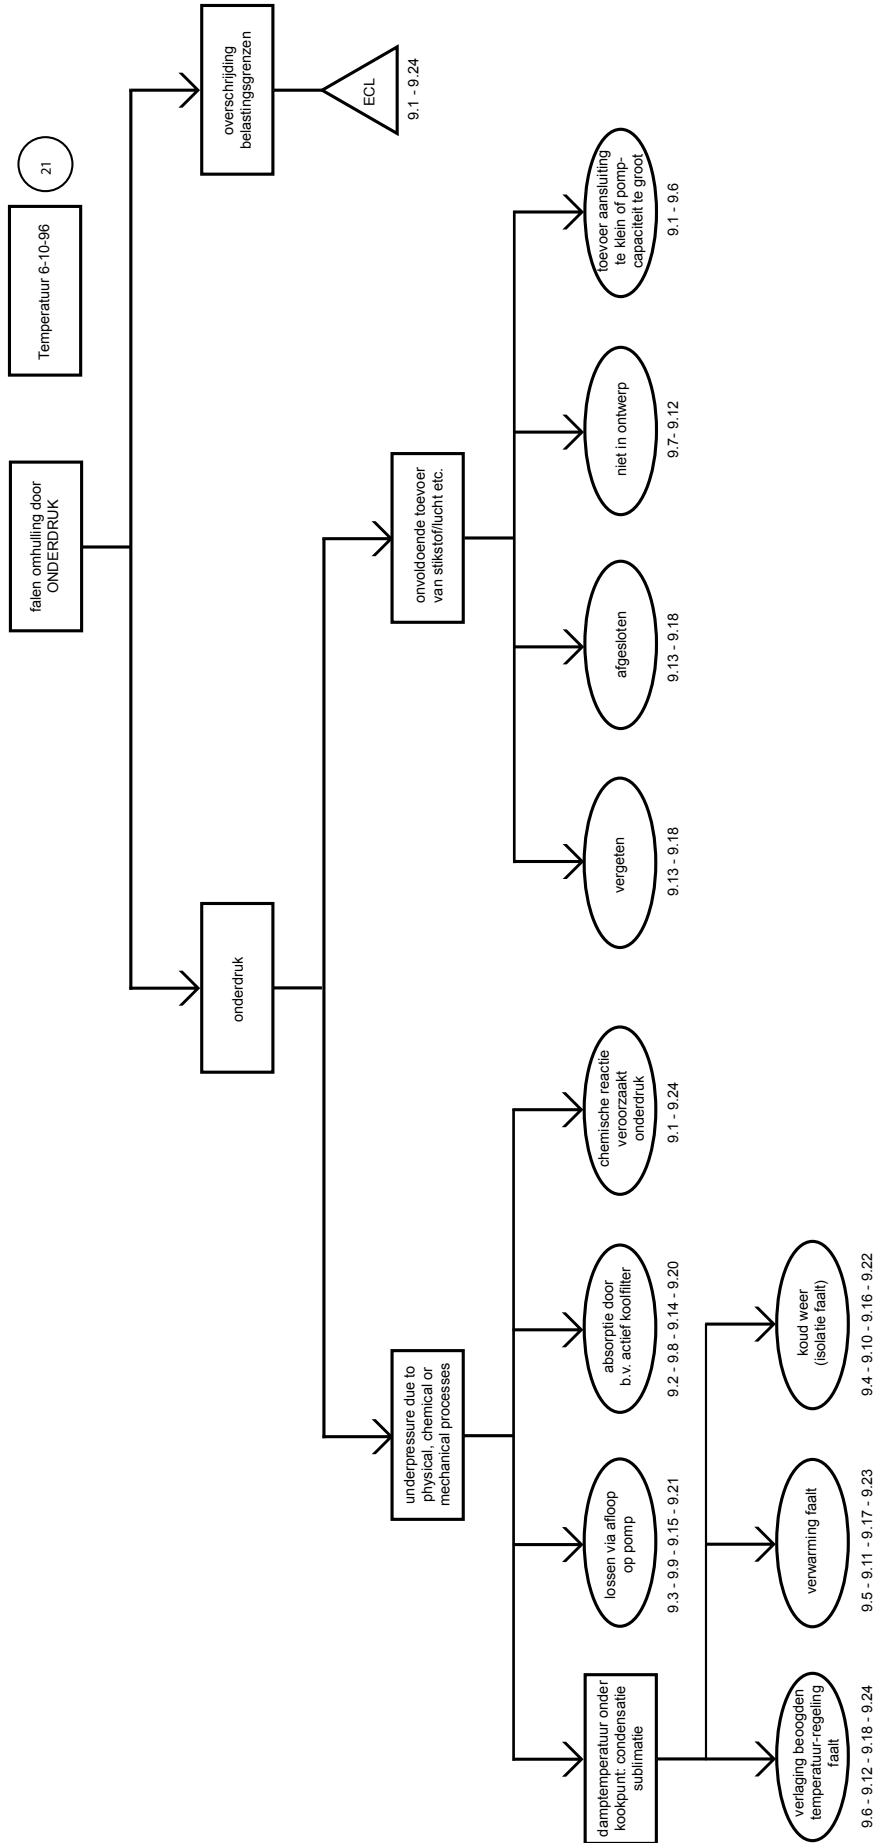 falen omhulling door
ONDERDRUK
Temperatuur 6-10-96
21
onderdruk
overschrijding
belastingsgrenzen
ECL
9.1 - 9.24
underpressure due to
physical, chemical or
mechanical processes
onvoldoende toevoer
van stikstof/lucht etc.
damptemperatuur onder
kookpunt: condensatie
sublimatie
lossen via afloop
op pomp
9.3 - 9.9 - 9.15 - 9.21
absorptie door
b.v. actief koolfilter
9.2 - 9.8 - 9.14 - 9.20
chemische reactie
veroorzaakt
onderdruk
9.1 - 9.24
vergeten
9.13 - 9.18
afgesloten
9.13 - 9.18
niet in ontwerp
9.7- 9.12
toevoer aansluiting
te klein of pomp-
capaciteit te groot
9.1 - 9.6
verlaging beoogden
temperatuur-regeling
faalt
9.6 - 9.12 - 9.18 - 9.24
verwarming faalt
9.5 - 9.11 - 9.17 - 9.23
koud weer
(isolatie faalt)
9.4 - 9.10 - 9.16 - 9.22